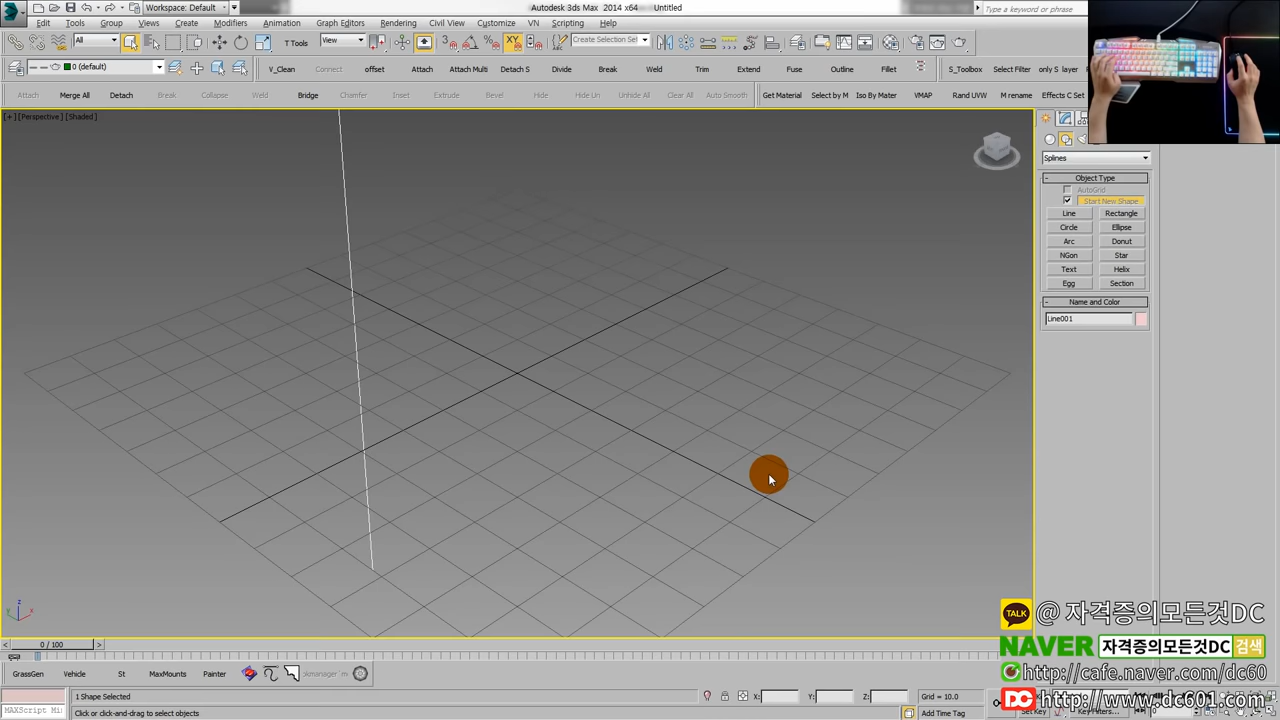 Autodesk 3ds Max 2014 x64 Untitled
Workspace: Default
Type a keyword or phrase
Edit Tools Group Views Create Modifiers Animation Graph Editors Rendering Civil View Customize VN Scripting Help
All T Tools View XY Create Selection Se
0 (default) V_Clean Connect offset Detach S Divide Break Weld Trim Extend Outline Fillet S_Toolbox Select Filter
Attach Merge All Detach Break Collapse Weld Bridge Chamfer Inset Extrude Bevel Hide Hide Un Unhide All Clear All Auto Smooth Get Material Select by M Iso By Mater VMAP Rand UVW M rename Effects C Set
[+] [Perspective] [Shaded]
Splines
- Object Type
AutoGrid
Start New Shape
Line Rectangle
Circle Ellipse
Arc Donut
NGon Star
Text Helix
Egg Section
- Name and Color
Line001
z
y x
TALK @ 자격증의모든것DC
NAVER 자격증의모든것DC 검색
http://cafe.naver.com/dc60
DC http://www.dc601.com
< 0 / 100 >
GrassGen Vehicle St MaxMounts Painter
1 Shape Selected X: Y: Z: Grid = 10.0
MAXScript Mi Click or click-and-drag to select objects Add Time Tag Set Key